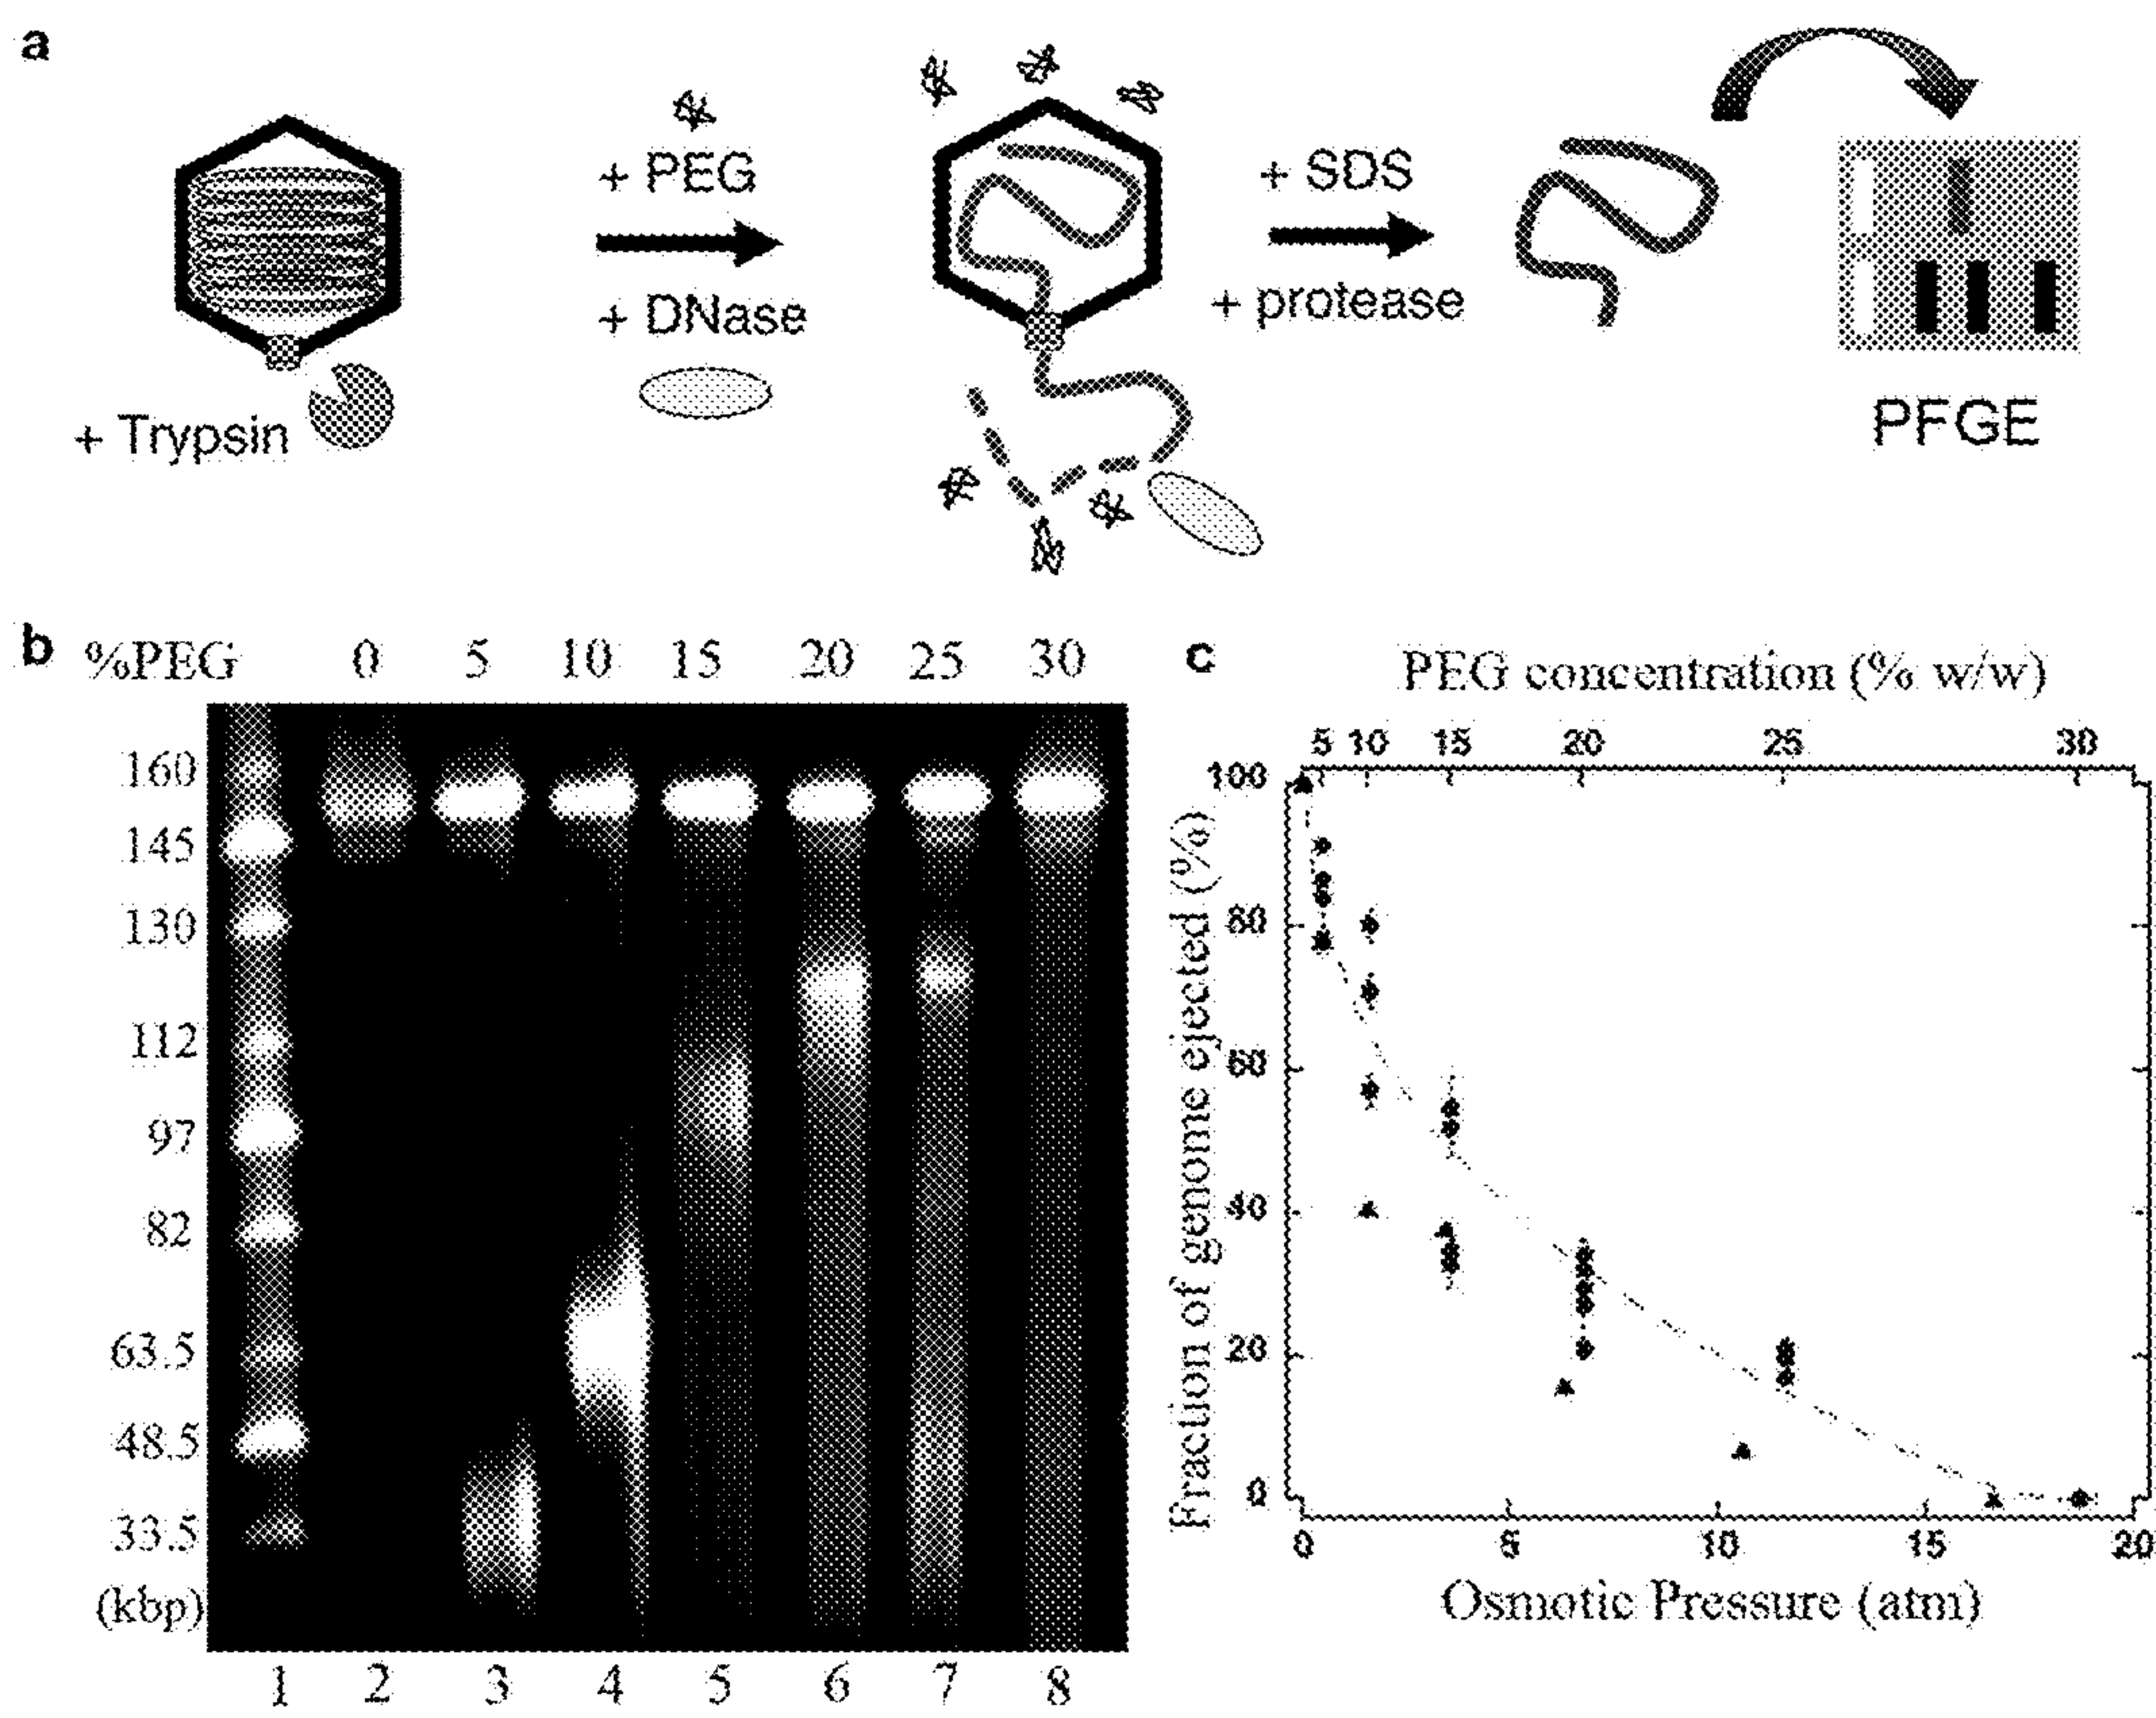 a
+ PEG
+ DNase
+ Trypsin
+ SDS
+ protease
PFGE
b
%PEG 0 5 10 15 20 25 30
160
145
130
112
97
82
63.5
48.5
33.5
(kbp)
1 2 3 4 5 6 7 8
c
PEG concentration (% w/w)
5 10 15 20 25 30
Fraction of genome ejected (%)
100
80
60
40
20
0
0 5 10 15 20
Osmotic Pressure (atm)